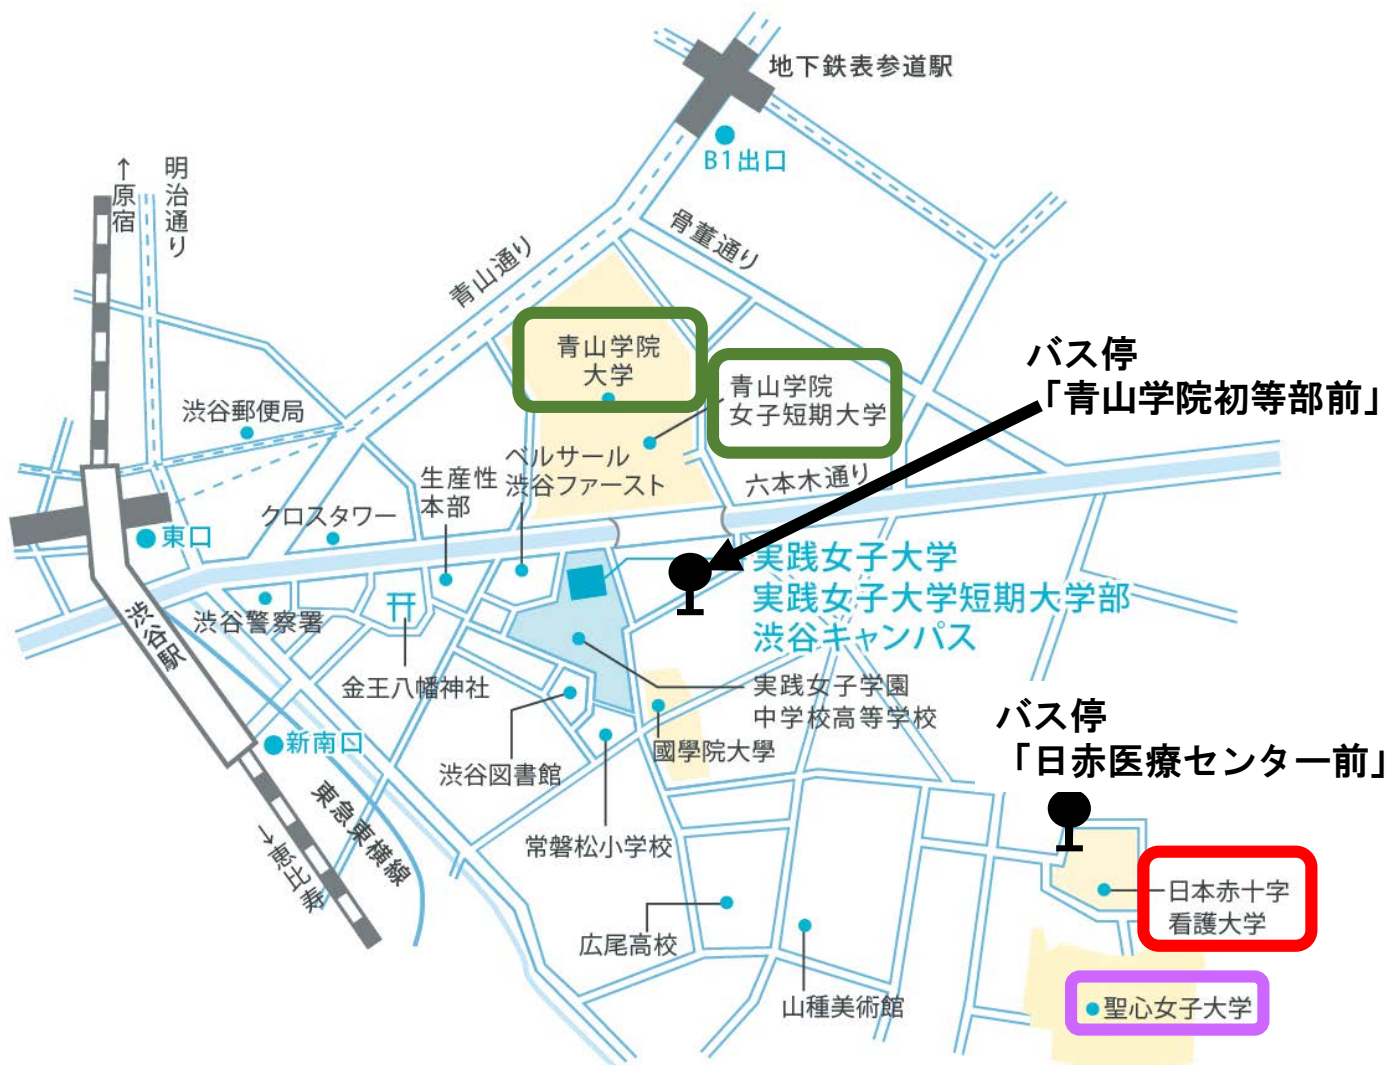 地下鉄表参道駅
B1出口
↑原宿
明治通り
青山通り
骨董通り
青山学院
大学
青山学院
女子短期大学
バス停
「青山学院初等部前」
渋谷郵便局
ベルサール
渋谷ファースト
生産性
本部
六本木通り
クロスタワー
東口
実践女子大学
実践女子大学短期大学部
渋谷キャンパス
渋谷警察署
渋谷駅
金王八幡神社
実践女子学園
中学校高等学校
バス停
「日赤医療センター前」
新南口
渋谷図書館
國學院大學
東急東横線
→恵比寿
常磐松小学校
日本赤十字
看護大学
広尾高校
山種美術館
聖心女子大学